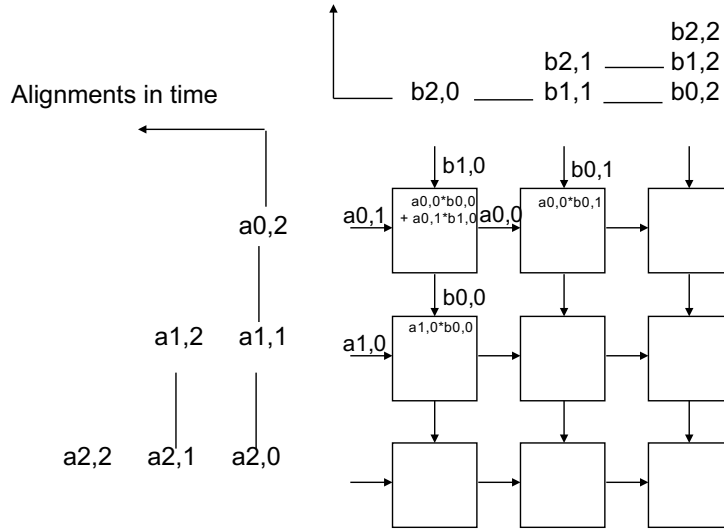 b2,2
b2,1 b1,2
Alignments in time b2,0 b1,1 b0,2
b1,0 b0,1
a0,2 a0,1 a0,0*b0,0 a0,0 a0,0*b0,1
+ a0,1*b1,0
b0,0
a1,2 a1,1 a1,0 a1,0*b0,0
a2,2 a2,1 a2,0